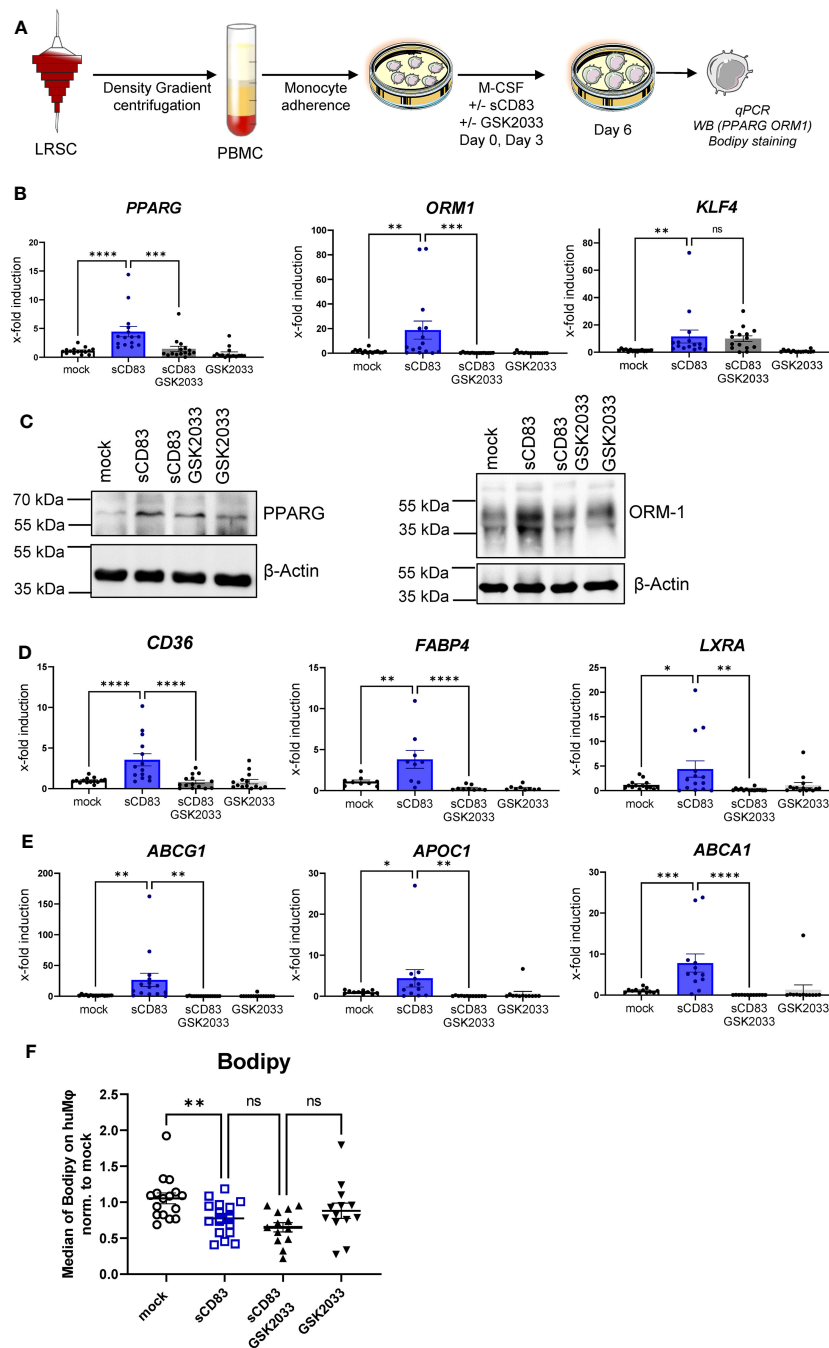 A
LRSC
Density Gradient
centrifugation
PBMC
Monocyte
adherence
M-CSF
+/- sCD83
+/- GSK2033
Day 0, Day 3
Day 6
qPCR
WB (PPARG ORM1)
Bodipy staining
B
PPARG
x-fold induction
20
15
10
5
0
****
***
mock
sCD83
sCD83
GSK2033
GSK2033
ORM1
x-fold induction
100
80
60
40
20
0
**
***
mock
sCD83
sCD83
GSK2033
GSK2033
KLF4
x-fold induction
80
60
40
20
0
**
ns
mock
sCD83
sCD83
GSK2033
GSK2033
C
mock
sCD83
sCD83
GSK2033
GSK2033
70 kDa
55 kDa
PPARG
55 kDa
35 kDa
β-Actin
mock
sCD83
sCD83
GSK2033
GSK2033
55 kDa
35 kDa
ORM-1
55 kDa
35 kDa
β-Actin
D
CD36
x-fold induction
15
10
5
0
****
****
mock
sCD83
sCD83
GSK2033
GSK2033
FABP4
x-fold induction
15
10
5
0
**
****
mock
sCD83
sCD83
GSK2033
GSK2033
LXRA
x-fold induction
25
20
15
10
5
0
*
**
mock
sCD83
sCD83
GSK2033
GSK2033
E
ABCG1
x-fold induction
200
150
100
50
0
**
**
mock
sCD83
sCD83
GSK2033
GSK2033
APOC1
x-fold induction
30
20
10
0
*
**
mock
sCD83
sCD83
GSK2033
GSK2033
ABCA1
x-fold induction
30
20
10
0
***
****
mock
sCD83
sCD83
GSK2033
GSK2033
F
Bodipy
Median of Bodipy on huMφ
norm. to mock
2.5
2.0
1.5
1.0
0.5
0.0
**
ns
ns
mock
sCD83
sCD83
GSK2033
GSK2033